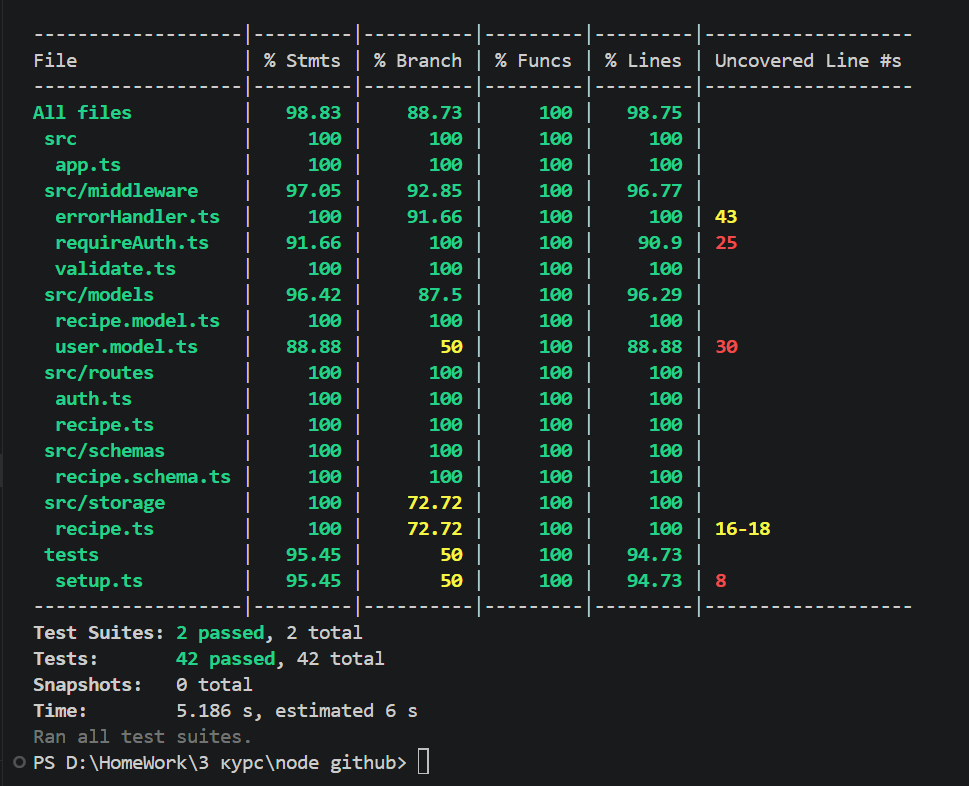 -------------------|---------|----------|---------|---------|-------------------
File               | % Stmts | % Branch | % Funcs | % Lines | Uncovered Line #s
-------------------|---------|----------|---------|---------|-------------------
All files          |   98.83 |    88.73 |     100 |   98.75 |
 src               |     100 |      100 |     100 |     100 |
  app.ts           |     100 |      100 |     100 |     100 |
 src/middleware    |   97.05 |    92.85 |     100 |   96.77 |
  errorHandler.ts  |     100 |    91.66 |     100 |     100 | 43
  requireAuth.ts   |   91.66 |      100 |     100 |    90.9 | 25
  validate.ts      |     100 |      100 |     100 |     100 |
 src/models        |   96.42 |     87.5 |     100 |   96.29 |
  recipe.model.ts  |     100 |      100 |     100 |     100 |
  user.model.ts    |   88.88 |       50 |     100 |   88.88 | 30
 src/routes        |     100 |      100 |     100 |     100 |
  auth.ts          |     100 |      100 |     100 |     100 |
  recipe.ts        |     100 |      100 |     100 |     100 |
 src/schemas       |     100 |      100 |     100 |     100 |
  recipe.schema.ts |     100 |      100 |     100 |     100 |
 src/storage       |     100 |    72.72 |     100 |     100 |
  recipe.ts        |     100 |    72.72 |     100 |     100 | 16-18
 tests             |   95.45 |       50 |     100 |   94.73 |
  setup.ts         |   95.45 |       50 |     100 |   94.73 | 8
-------------------|---------|----------|---------|---------|-------------------
Test Suites: 2 passed, 2 total
Tests:       42 passed, 42 total
Snapshots:   0 total
Time:        5.186 s, estimated 6 s
Ran all test suites.
PS D:\HomeWork\3 курс\node github>